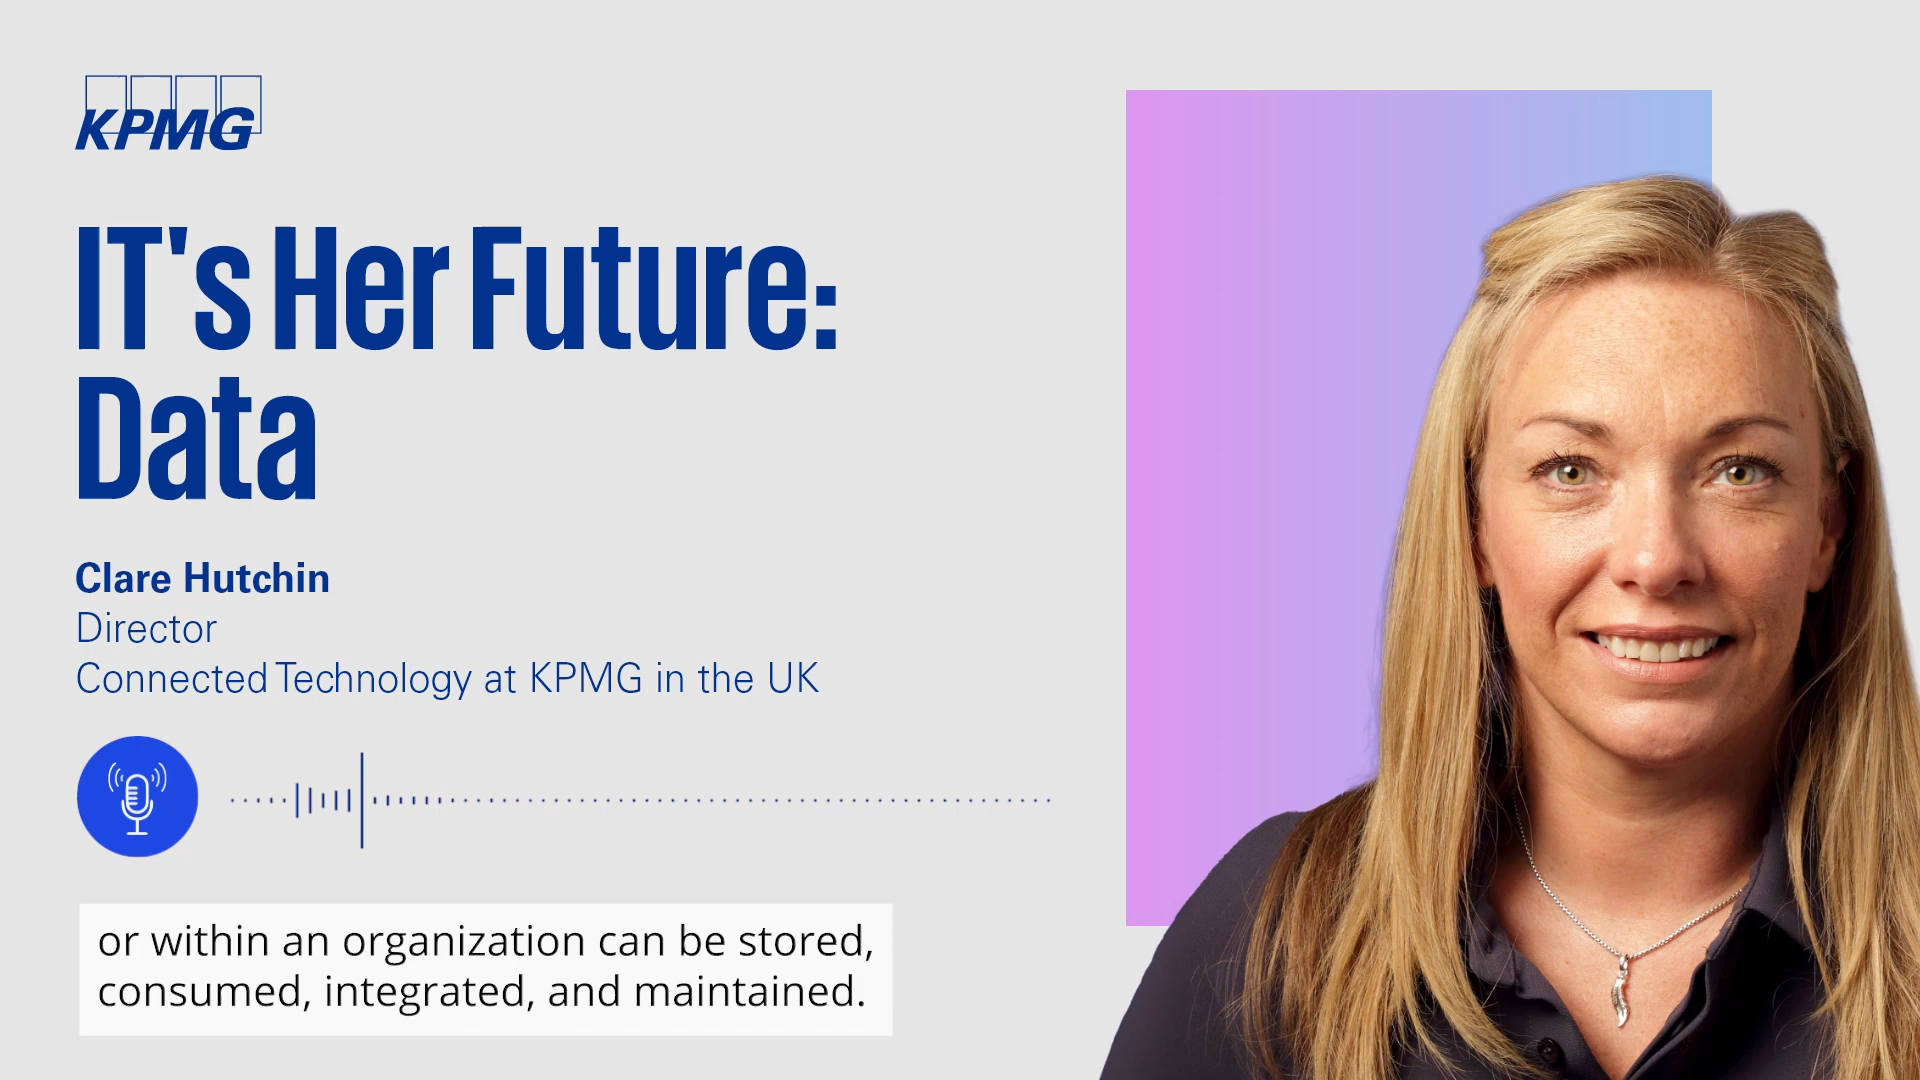 KPMG
IT's Her Future:
Data
Clare Hutchin
Director
Connected Technology at KPMG in the UK
or within an organization can be stored,
consumed, integrated, and maintained.